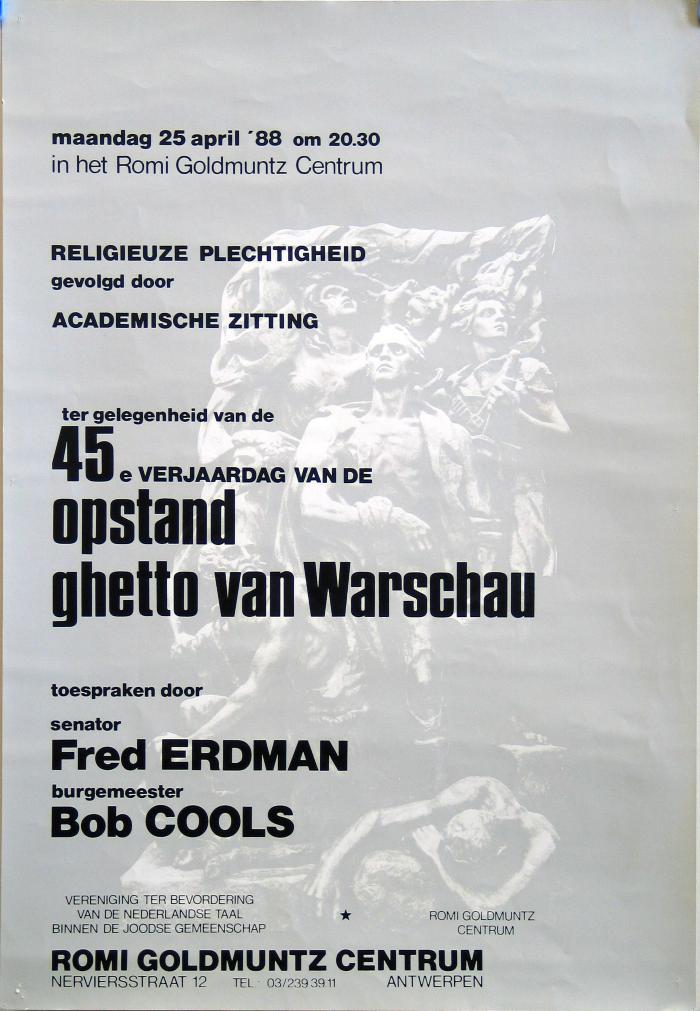 maandag 25 april '88 om 20.30
in het Romi Goldmuntz Centrum
RELIGIEUZE PLECHTIGHEID
gevolgd door
ACADEMISCHE ZITTING
ter gelegenheid van de
45e VERJAARDAG VAN DE
opstand
ghetto van Warschau
toespraken door
senator
Fred ERDMAN
burgemeester
Bob COOLS
VERENIGING TER BEVORDERING
VAN DE NEDERLANDSE TAAL
BINNEN DE JOODSE GEMEENSCHAP
ROMI GOLDMUNTZ
CENTRUM
ROMI GOLDMUNTZ CENTRUM
NERVIERSSTRAAT 12 TEL· 03/239 39 11 ANTWERPEN